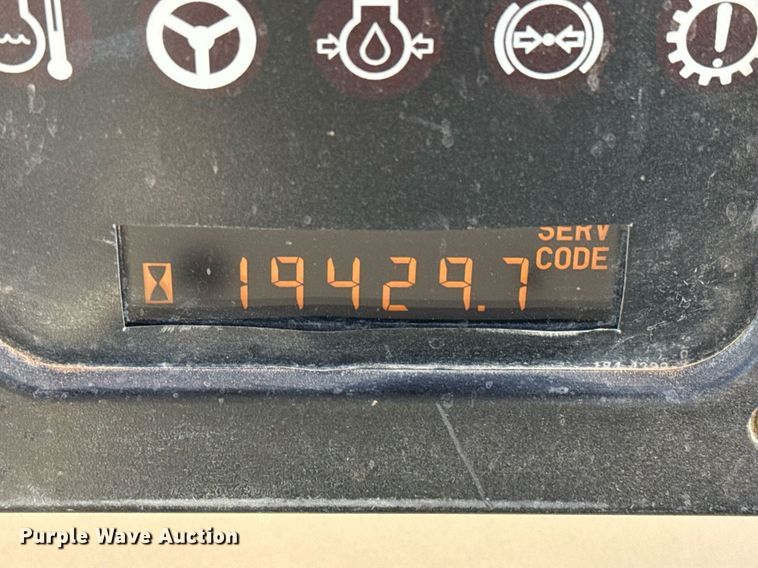 SERV
CODE
19429.7
Purple Wave Auction